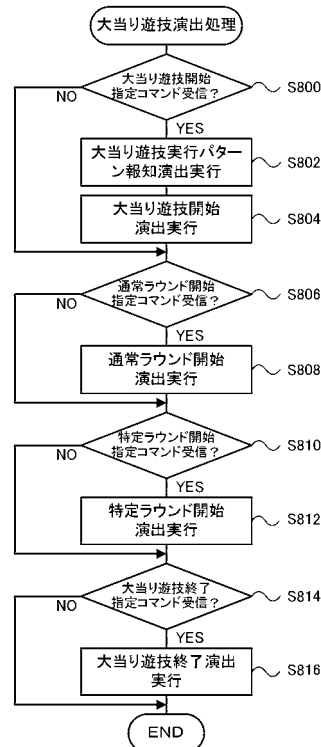 大当り遊技演出処理
大当り遊技開始
指定コマンド受信？
S800
NO
YES
大当り遊技実行パター
ン報知演出実行
S802
大当り遊技開始
演出実行
S804
通常ラウンド開始
指定コマンド受信？
S806
NO
YES
通常ラウンド開始
演出実行
S808
特定ラウンド開始
指定コマンド受信？
S810
NO
YES
特定ラウンド開始
演出実行
S812
大当り遊技終了
指定コマンド受信？
S814
NO
YES
大当り遊技終了演出
実行
S816
END